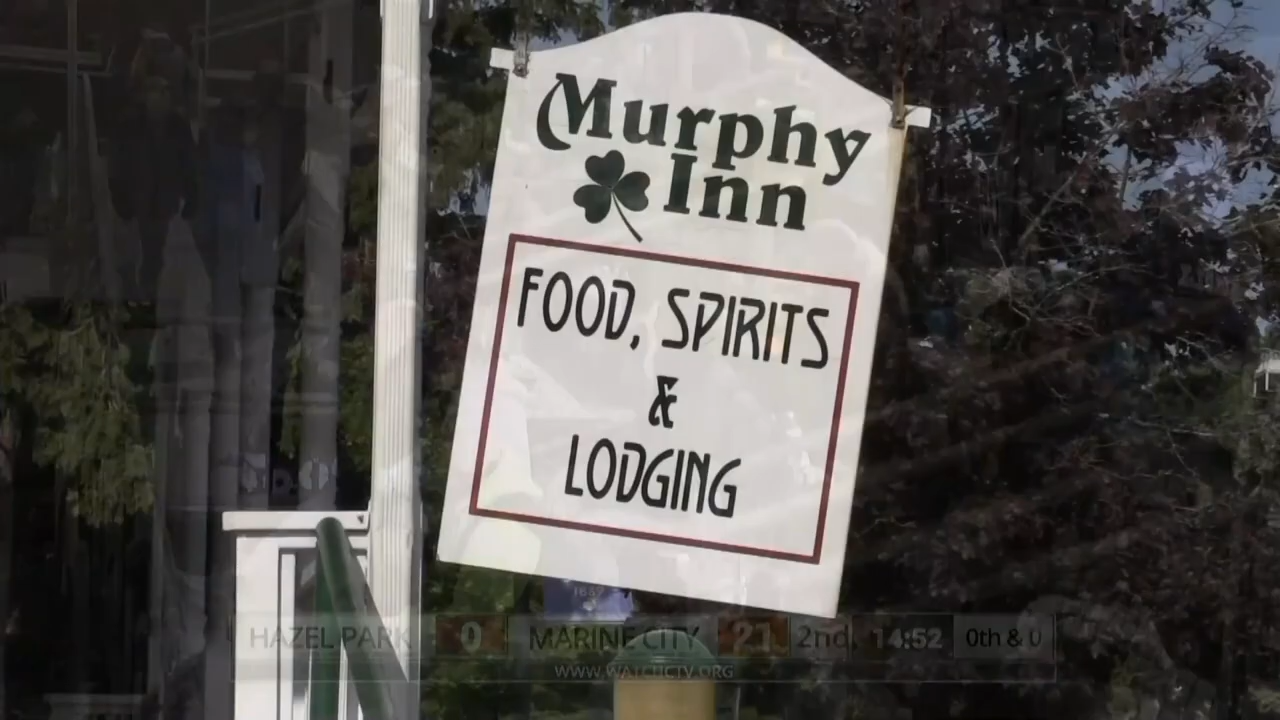 Murphy
Inn
FOOD, SPIRITS
&
LODGING
HAZEL PARK 0 MARINE CITY 21 2nd 14:52 0th & 0
WWW.WATCHCTV.ORG